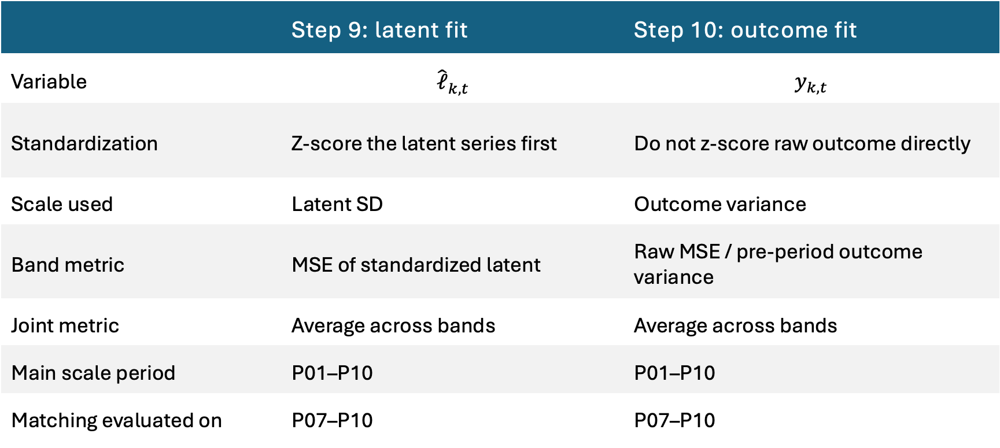 Step 9: latent fit Step 10: outcome fit
Variable ℓ̂ₖ,ₜ yₖ,ₜ
Standardization Z-score the latent series first Do not z-score raw outcome directly
Scale used Latent SD Outcome variance
Band metric MSE of standardized latent Raw MSE / pre-period outcome
variance
Joint metric Average across bands Average across bands
Main scale period P01–P10 P01–P10
Matching evaluated on P07–P10 P07–P10